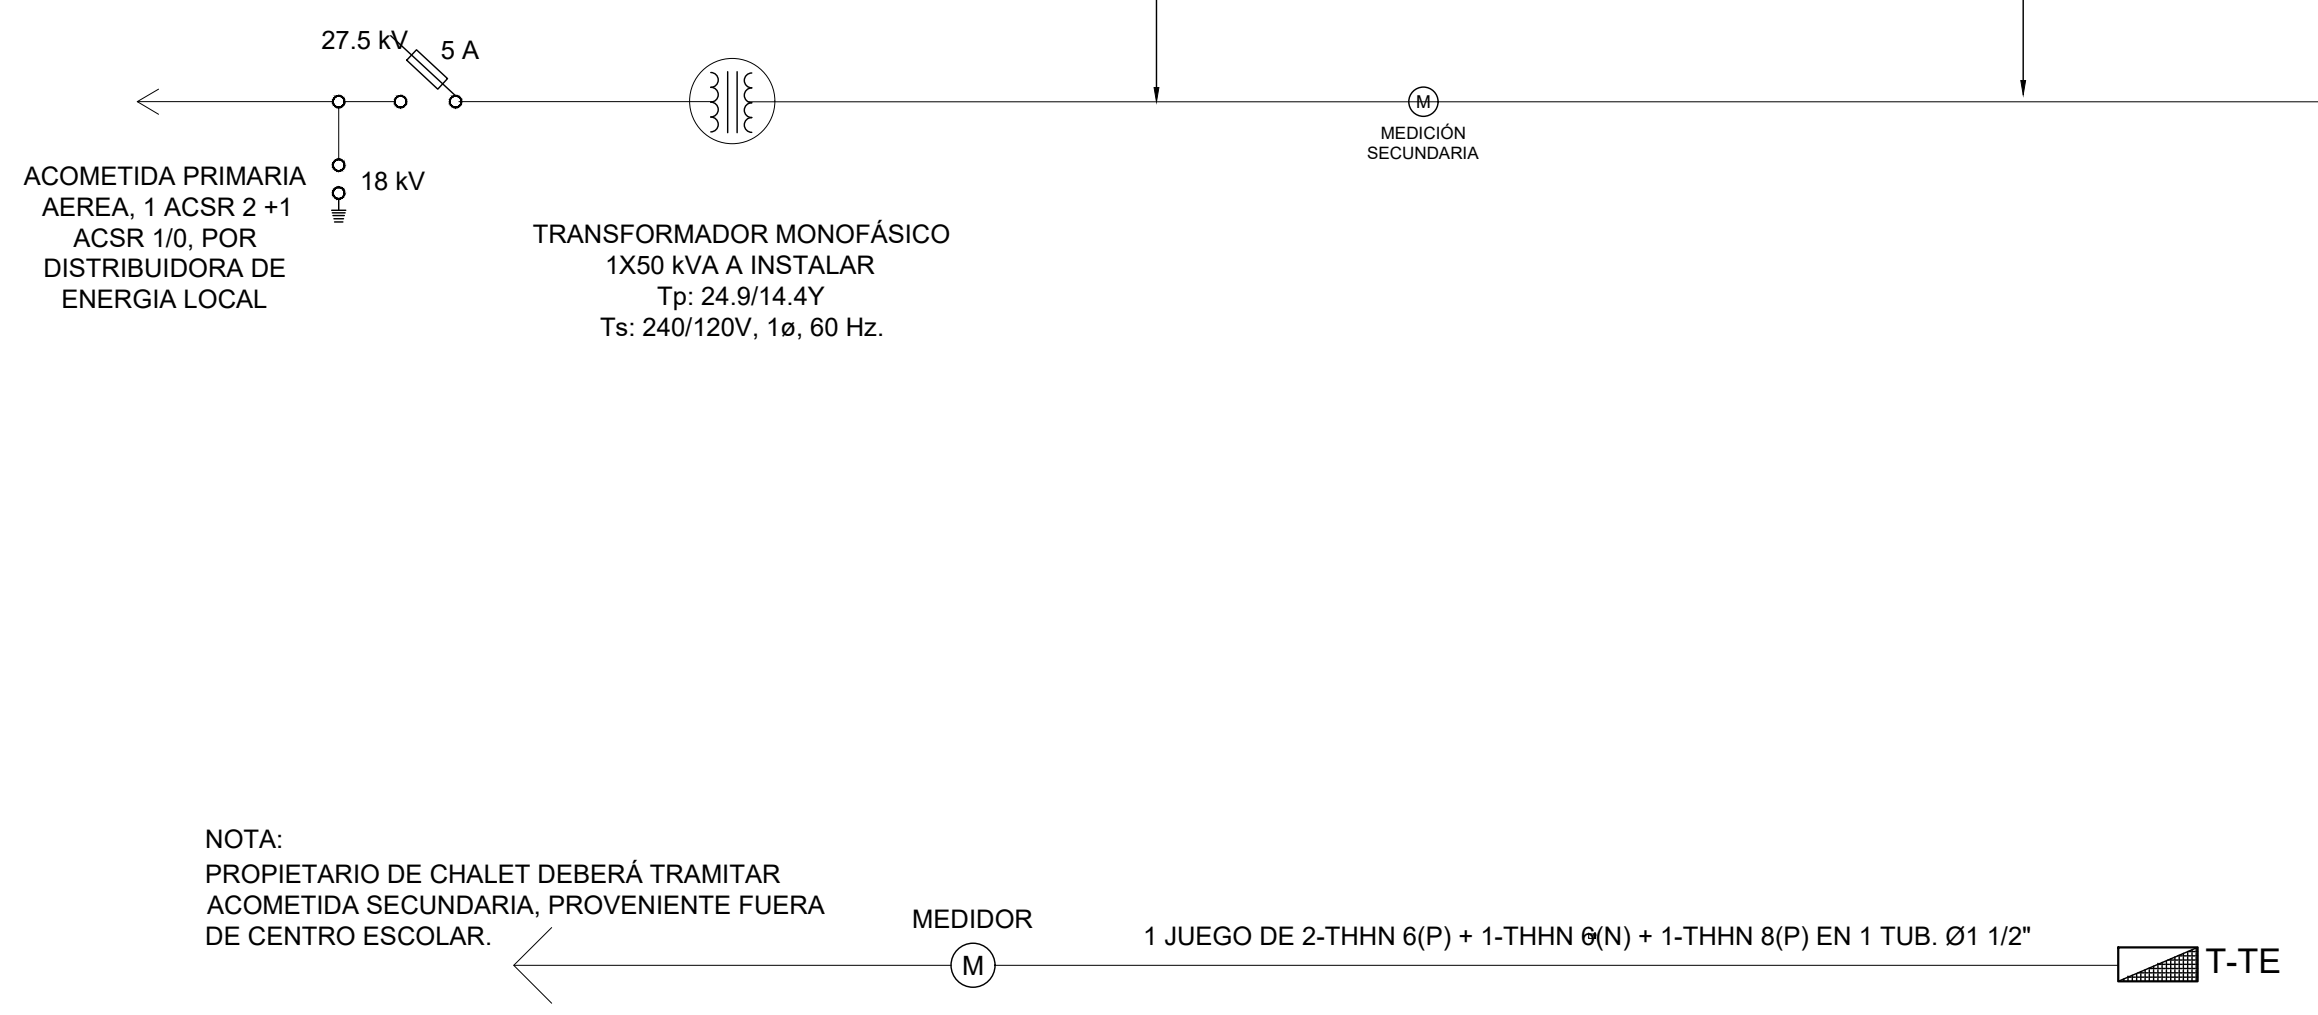 27.5 kV
5 A
M
MEDICIÓN
SECUNDARIA
18 kV
ACOMETIDA PRIMARIA
AEREA, 1 ACSR 2 +1
ACSR 1/0, POR
DISTRIBUIDORA DE
ENERGIA LOCAL
TRANSFORMADOR MONOFÁSICO
1X50 kVA A INSTALAR
Tp: 24.9/14.4Y
Ts: 240/120V, 1ø, 60 Hz.
NOTA:
PROPIETARIO DE CHALET DEBERÁ TRAMITAR
ACOMETIDA SECUNDARIA, PROVENIENTE FUERA
DE CENTRO ESCOLAR.
MEDIDOR
M
1 JUEGO DE 2-THHN 6(P) + 1-THHN 6(N) + 1-THHN 8(P) EN 1 TUB. Ø1 1/2"
T-TE